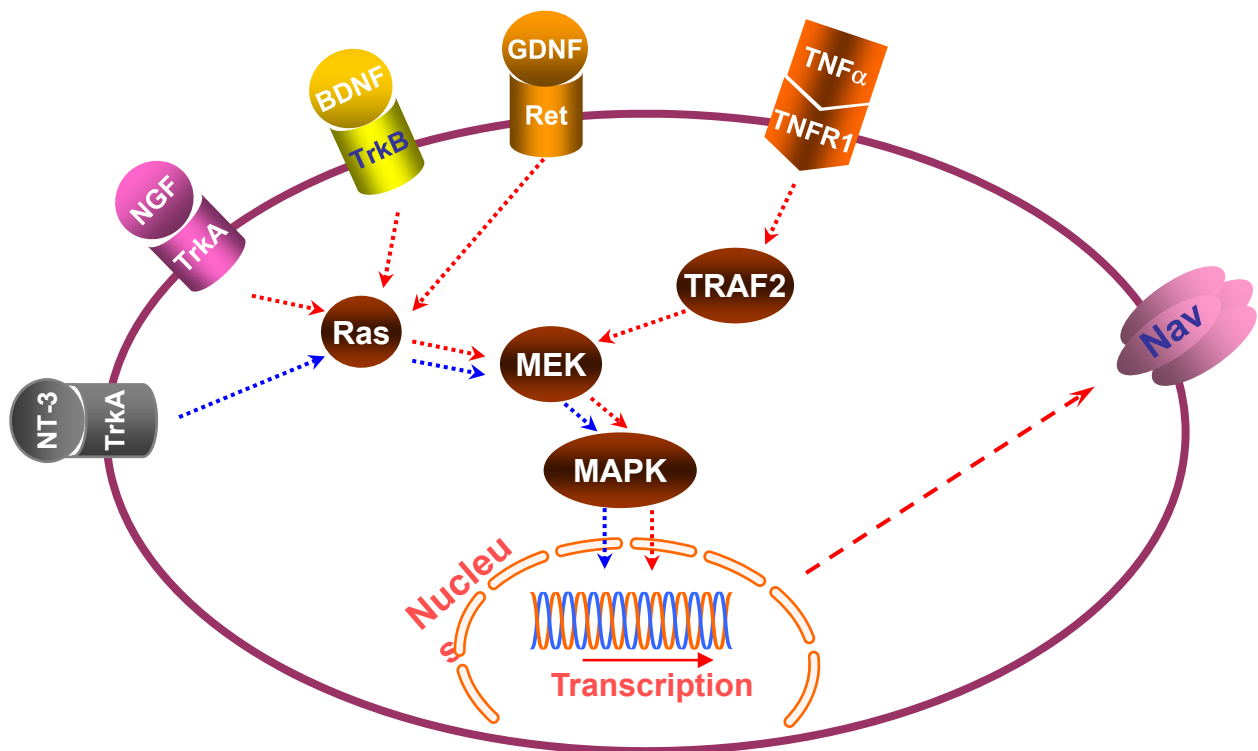 GDNF
Ret
BDNF
TrkB
TNFα
TNFR1
NGF
TrkA
TRAF2
Ras
MEK
Nav
NT-3
TrkA
MAPK
Nucleu
s
Transcription